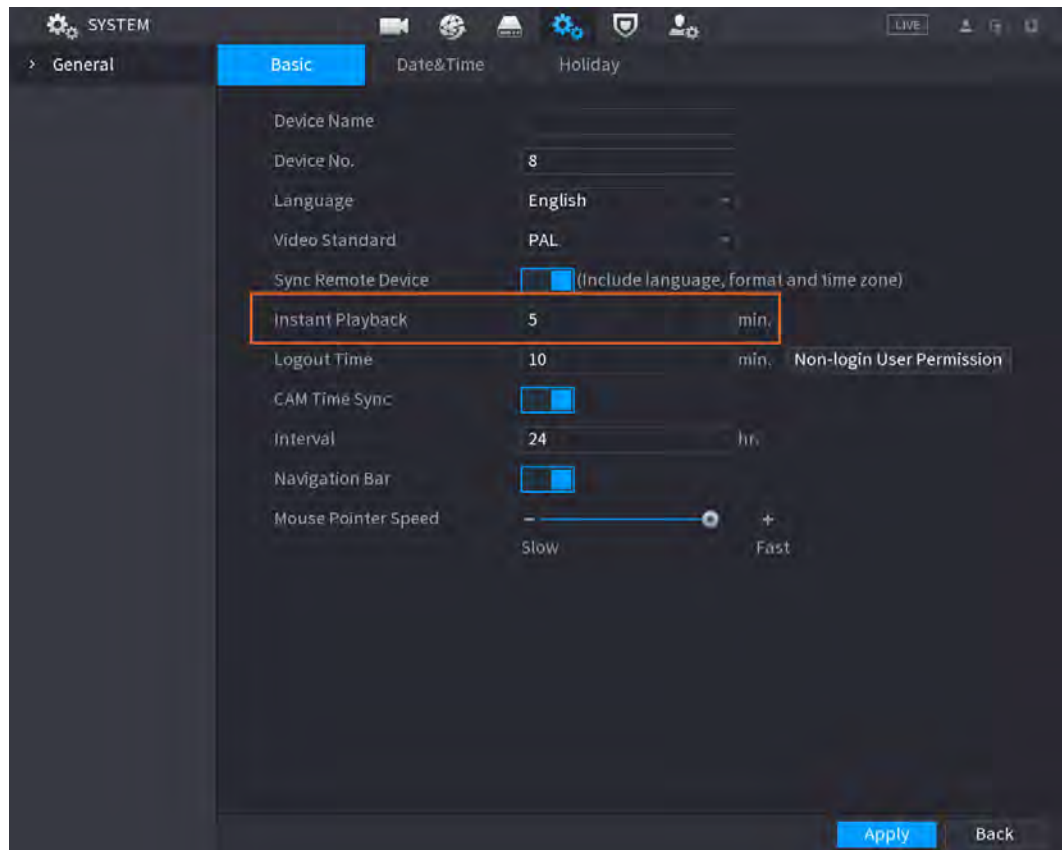 SYSTEM
LIVE
> General
Basic Date&Time Holiday
Device Name
Device No. 8
Language English
Video Standard PAL
Sync Remote Device (Include language, format and time zone)
Instant Playback 5 min.
Logout Time 10 min. Non-login User Permission
CAM Time Sync
Interval 24 hr.
Navigation Bar
Mouse Pointer Speed - +
Slow Fast
Apply Back